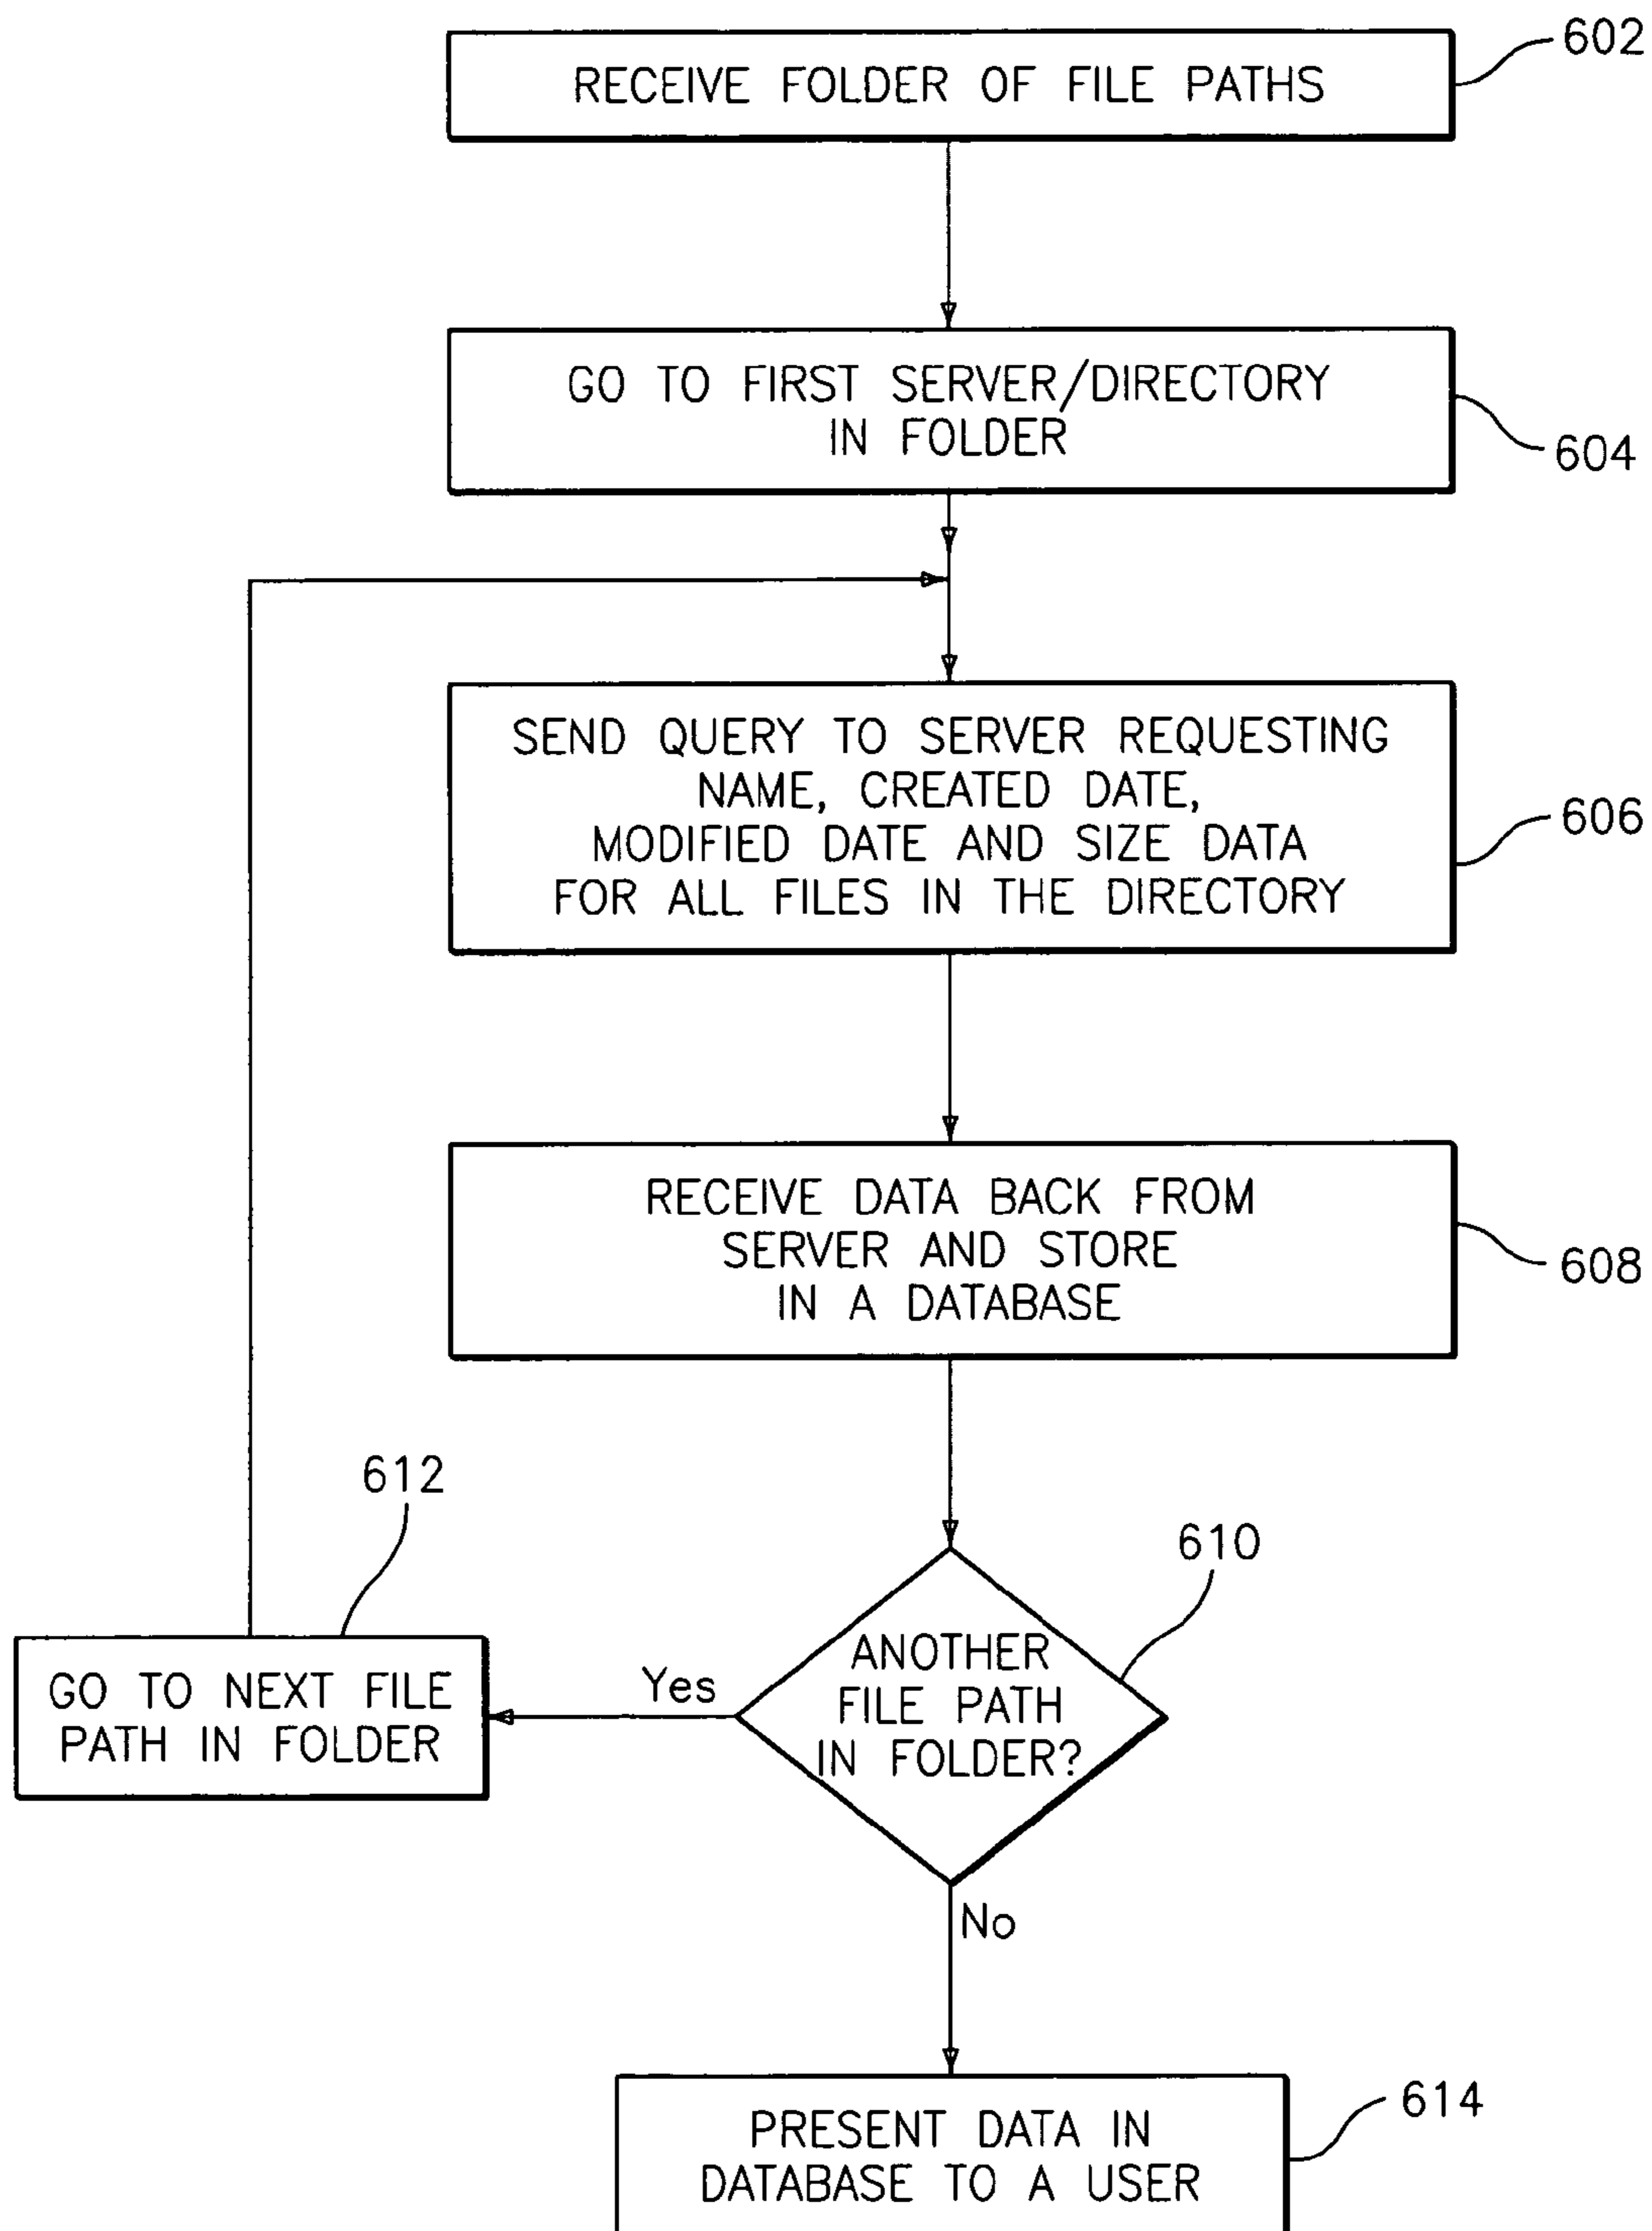 RECEIVE FOLDER OF FILE PATHS
602
GO TO FIRST SERVER/DIRECTORY
IN FOLDER
604
SEND QUERY TO SERVER REQUESTING
NAME, CREATED DATE,
MODIFIED DATE AND SIZE DATA
FOR ALL FILES IN THE DIRECTORY
606
RECEIVE DATA BACK FROM
SERVER AND STORE
IN A DATABASE
608
612
610
ANOTHER
FILE PATH
IN FOLDER?
Yes
GO TO NEXT FILE
PATH IN FOLDER
No
614
PRESENT DATA IN
DATABASE TO A USER